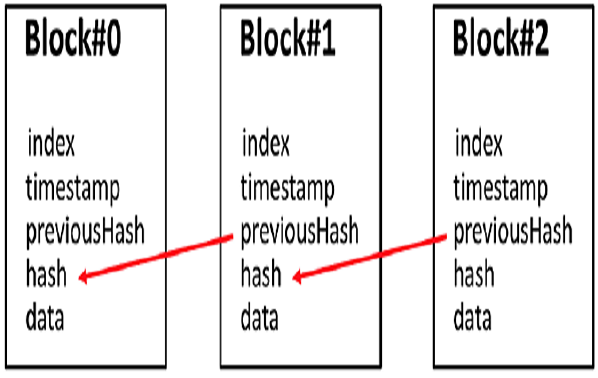 Block#0
index
timestamp
previousHash
hash
data
Block#1
index
timestamp
previousHash
hash
data
Block#2
index
timestamp
previousHash
hash
data